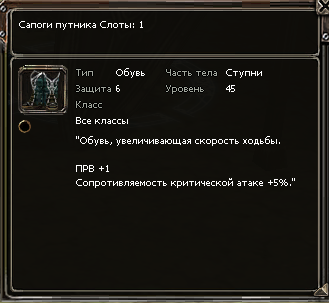 Сапоги путника Слоты: 1
Тип Обувь Часть тела Ступни
Защита 6 Уровень 45
Класс
Все классы
"Обувь, увеличивающая скорость ходьбы.
ПРВ +1
Сопротивляемость критической атаке +5%."